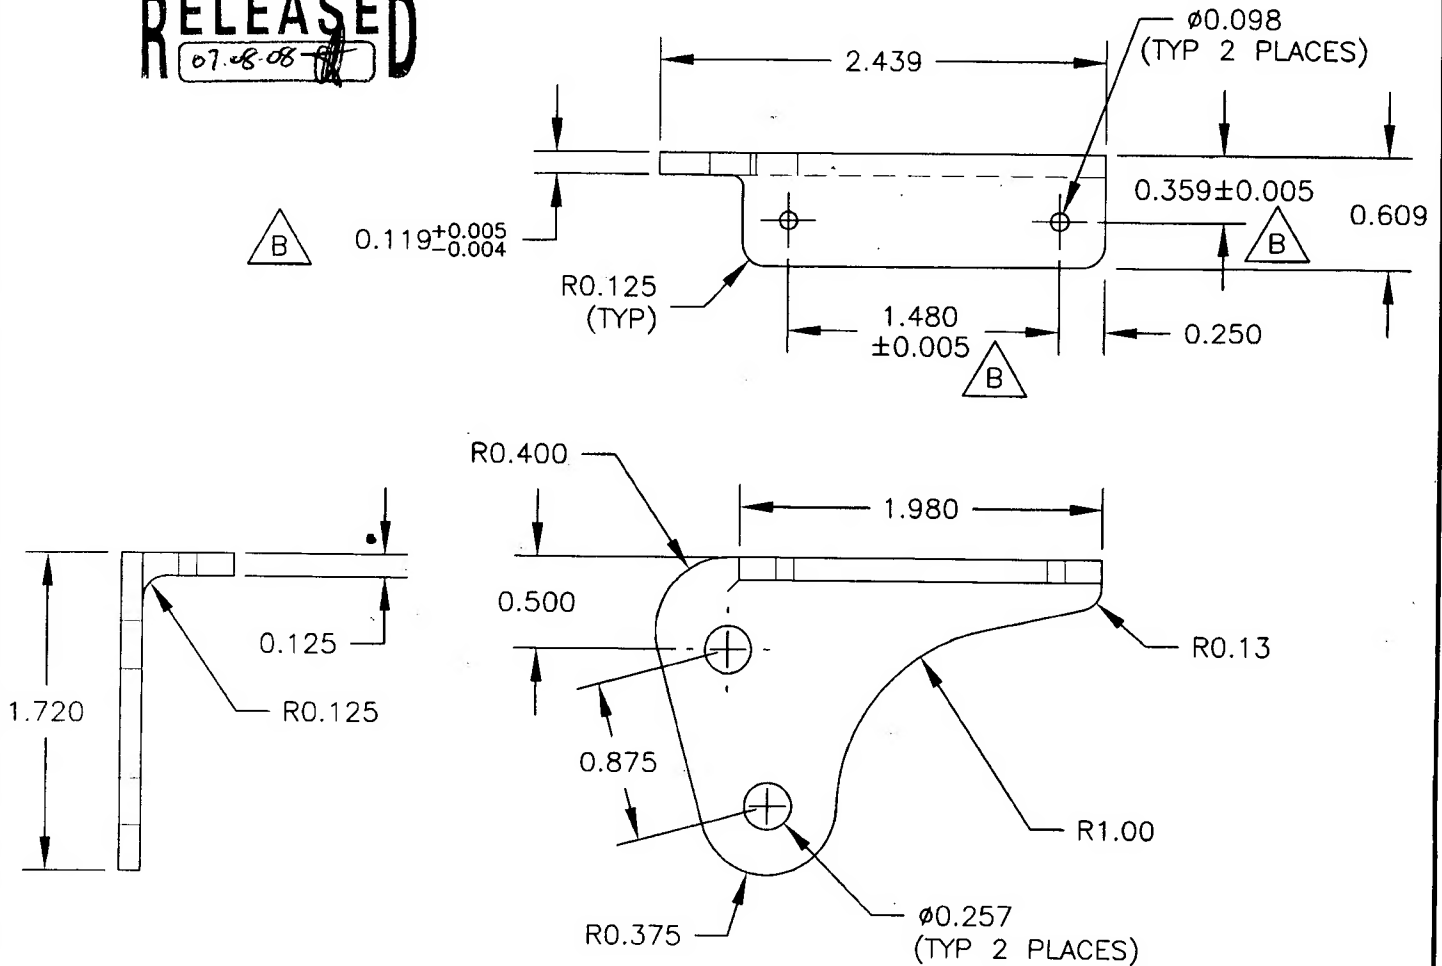 RELEASED
07.08.08
ø0.098
(TYP 2 PLACES)
2.439
0.359±0.005
0.609
B
0.119+0.005
-0.004
B
R0.125
(TYP)
1.480
±0.005
0.250
B
R0.400
1.980
0.500
0.125
R0.13
1.720
R0.125
0.875
R1.00
ø0.257
R0.375
(TYP 2 PLACES)